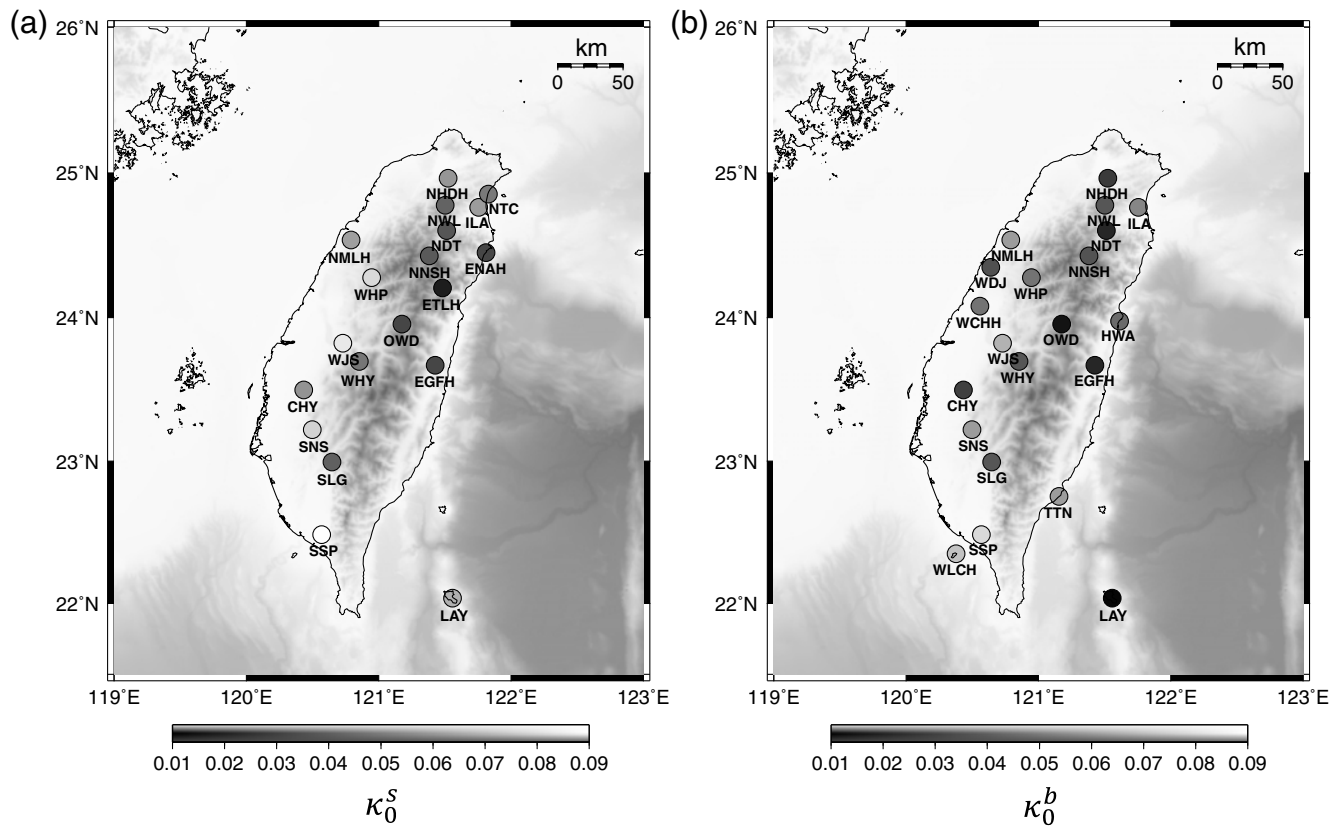 (a)
26°N
km
0 50
25°N
NHDH
NTC
NWL
ILA
NDT
NMLH
NNSH
ENAH
WHP
ETLH
24°N
OWD
WJS
WHY
EGFH
CHY
SNS
23°N
SLG
SSP
22°N
LAY
119°E 120°E 121°E 122°E 123°E
0.01 0.02 0.03 0.04 0.05 0.06 0.07 0.08 0.09
κ₀ˢ
(b)
26°N
km
0 50
25°N
NHDH
NWL
ILA
NDT
NMLH
NNSH
WDJ
WHP
WCHH
24°N
HWA
OWD
WJS
WHY
EGFH
CHY
SNS
23°N
SLG
TTN
SSP
WLCH
22°N
LAY
119°E 120°E 121°E 122°E 123°E
0.01 0.02 0.03 0.04 0.05 0.06 0.07 0.08 0.09
κ₀ᵇ